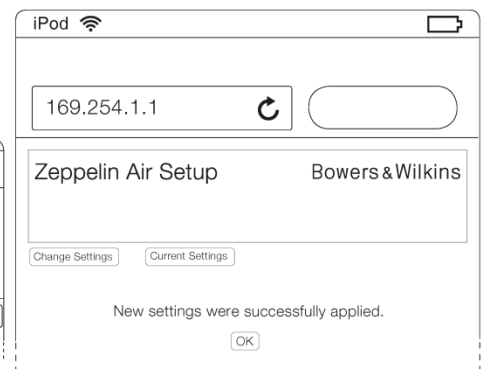 iPod
169.254.1.1
Zeppelin Air Setup
Bowers & Wilkins
Change Settings
Current Settings
New settings were successfully applied.
OK